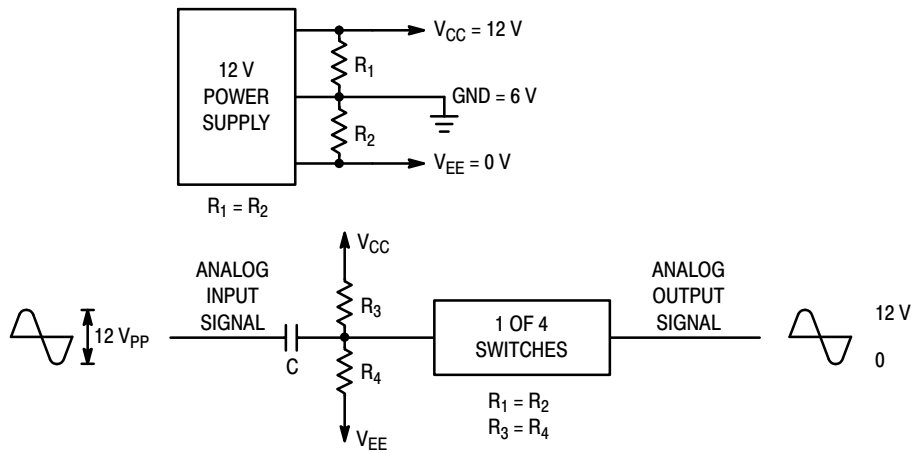 12 V
POWER
SUPPLY
V_CC = 12 V
R_1
GND = 6 V
R_2
V_EE = 0 V
R_1 = R_2
12 V_PP
ANALOG
INPUT
SIGNAL
C
V_CC
R_3
R_4
V_EE
1 OF 4
SWITCHES
R_1 = R_2
R_3 = R_4
ANALOG
OUTPUT
SIGNAL
12 V
0